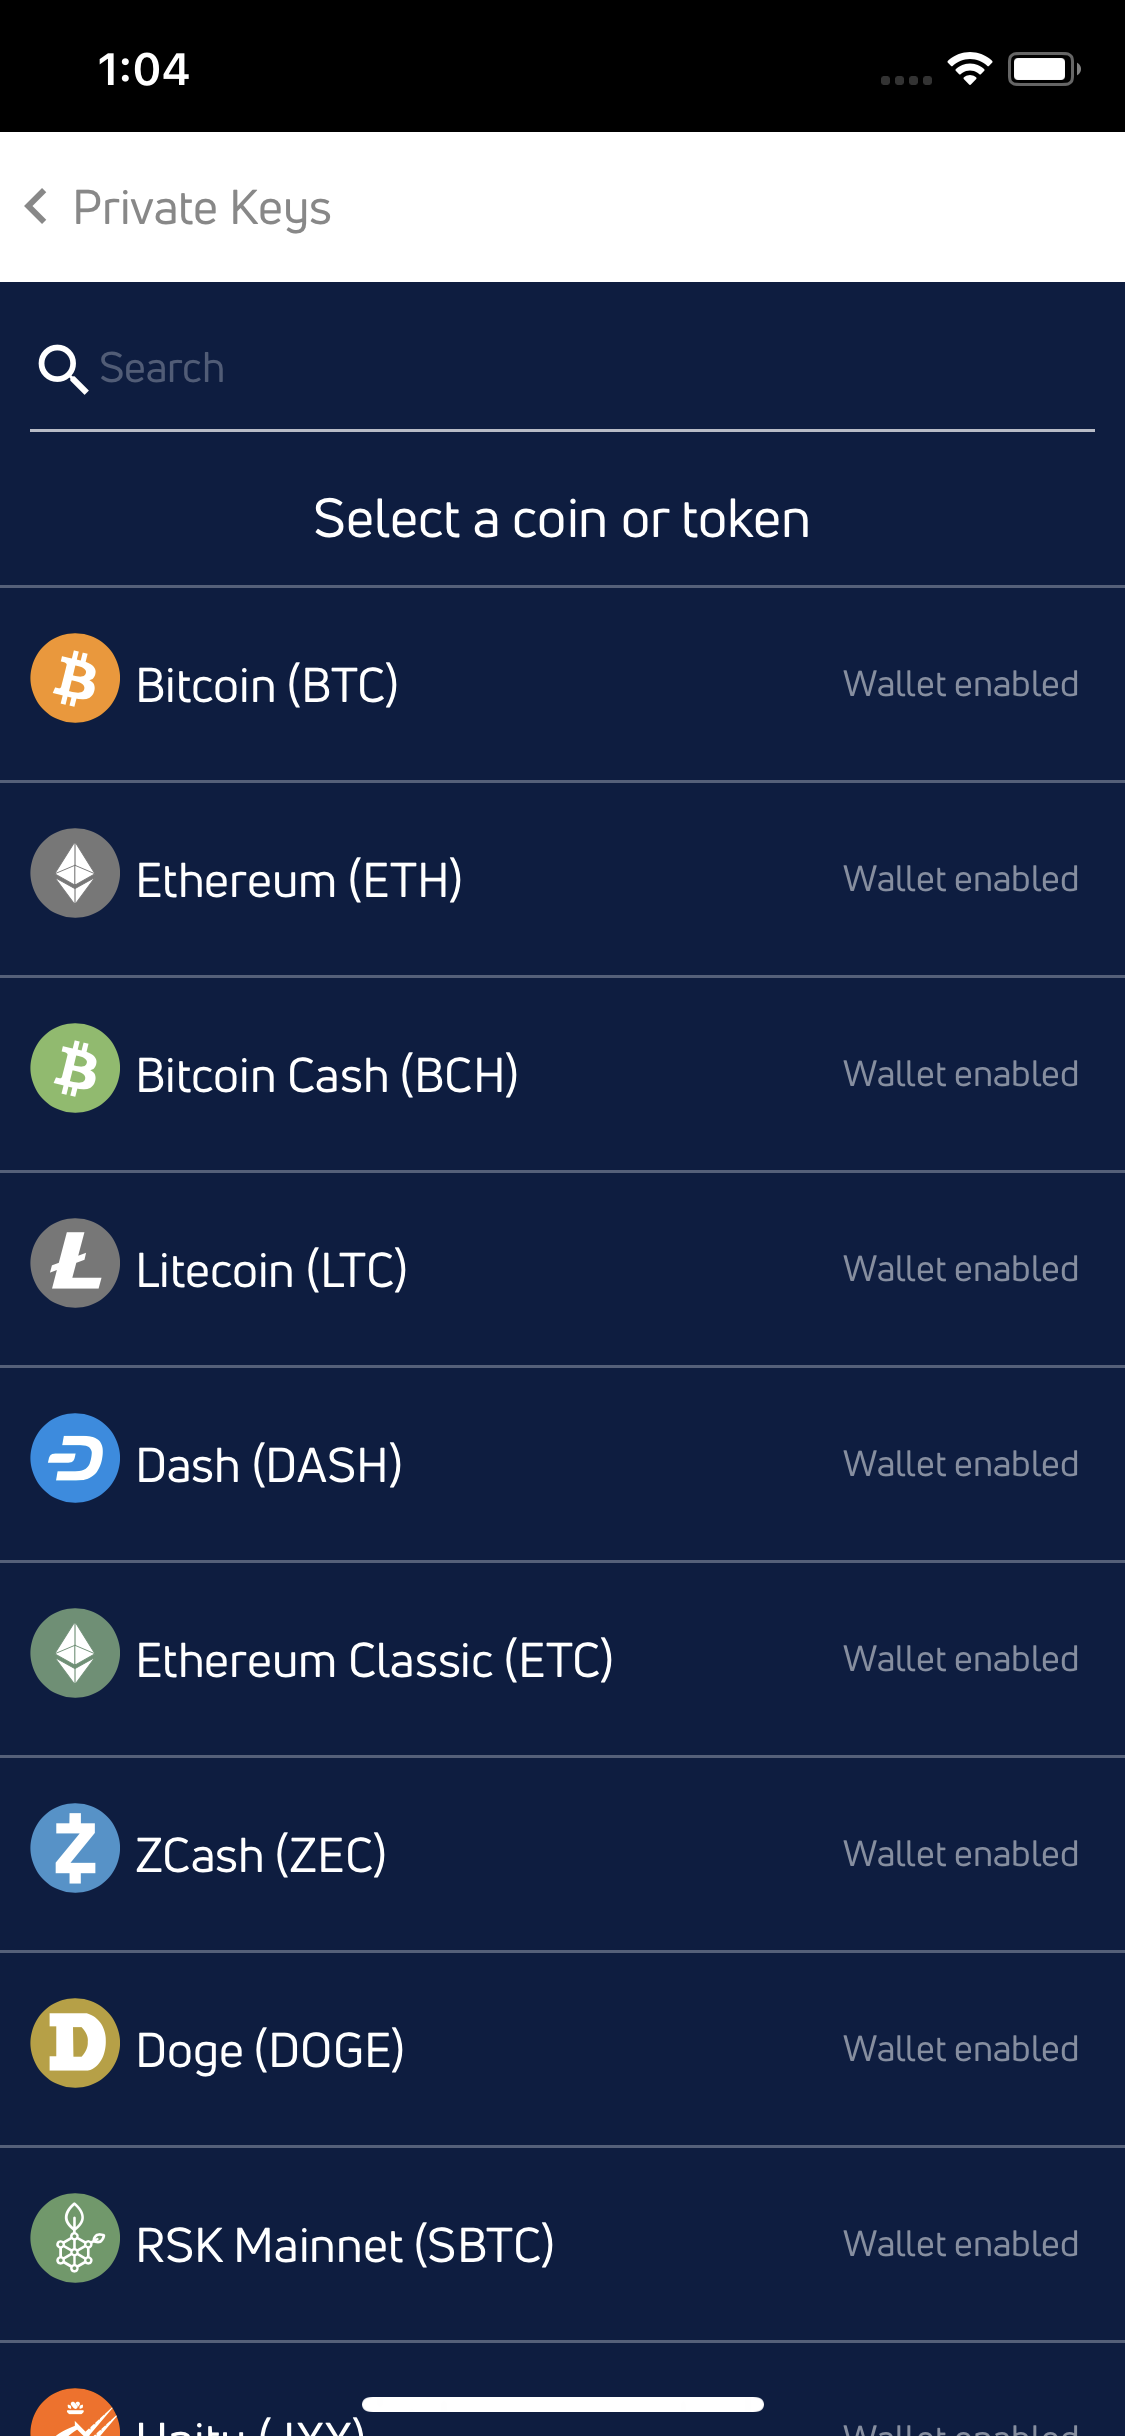 1:04
Private Keys
Search
Select a coin or token
Bitcoin (BTC) Wallet enabled
Ethereum (ETH) Wallet enabled
Bitcoin Cash (BCH) Wallet enabled
Litecoin (LTC) Wallet enabled
Dash (DASH) Wallet enabled
Ethereum Classic (ETC) Wallet enabled
ZCash (ZEC) Wallet enabled
Doge (DOGE) Wallet enabled
RSK Mainnet (SBTC) Wallet enabled
Wallet enabled